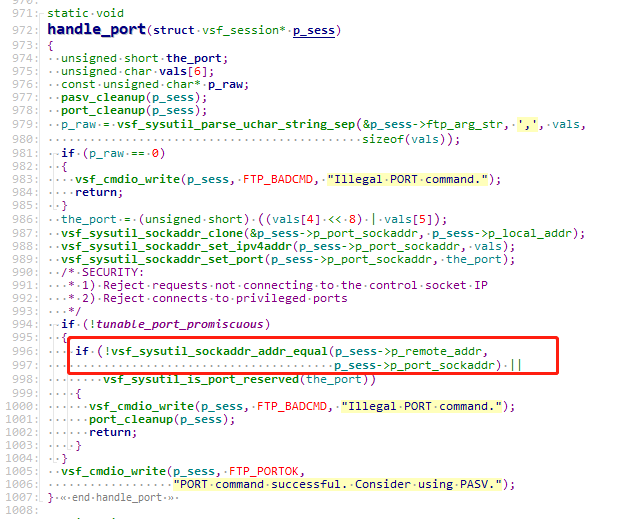 971: static void
972: handle_port(struct vsf_session* p_sess)
973: {
974: unsigned short the_port;
975: unsigned char vals[6];
976: const unsigned char* p_raw;
977: pasv_cleanup(p_sess);
978: port_cleanup(p_sess);
979: p_raw = vsf_sysutil_parse_uchar_string_sep(&p_sess->ftp_arg_str, ',', vals,
980: sizeof(vals));
981: if (p_raw == 0)
982: {
983: vsf_cmdio_write(p_sess, FTP_BADCMD, "Illegal PORT command.");
984: return;
985: }
986: the_port = (unsigned short) ((vals[4] << 8) | vals[5]);
987: vsf_sysutil_sockaddr_clone(&p_sess->p_port_sockaddr, p_sess->p_local_addr);
988: vsf_sysutil_sockaddr_set_ipv4addr(p_sess->p_port_sockaddr, vals);
989: vsf_sysutil_sockaddr_set_port(p_sess->p_port_sockaddr, the_port);
990: /* SECURITY:
991: * 1) Reject requests not connecting to the control socket IP
992: * 2) Reject connects to privileged ports
993: */
994: if (!tunable_port_promiscuous)
995: {
996: if (!vsf_sysutil_sockaddr_addr_equal(p_sess->p_remote_addr,
997: p_sess->p_port_sockaddr) ||
998: vsf_sysutil_is_port_reserved(the_port))
999: {
1000: vsf_cmdio_write(p_sess, FTP_BADCMD, "Illegal PORT command.");
1001: port_cleanup(p_sess);
1002: return;
1003: }
1004: }
1005: vsf_cmdio_write(p_sess, FTP_PORTOK,
1006: "PORT command successful. Consider using PASV.");
1007: } « end handle_port »
1008: